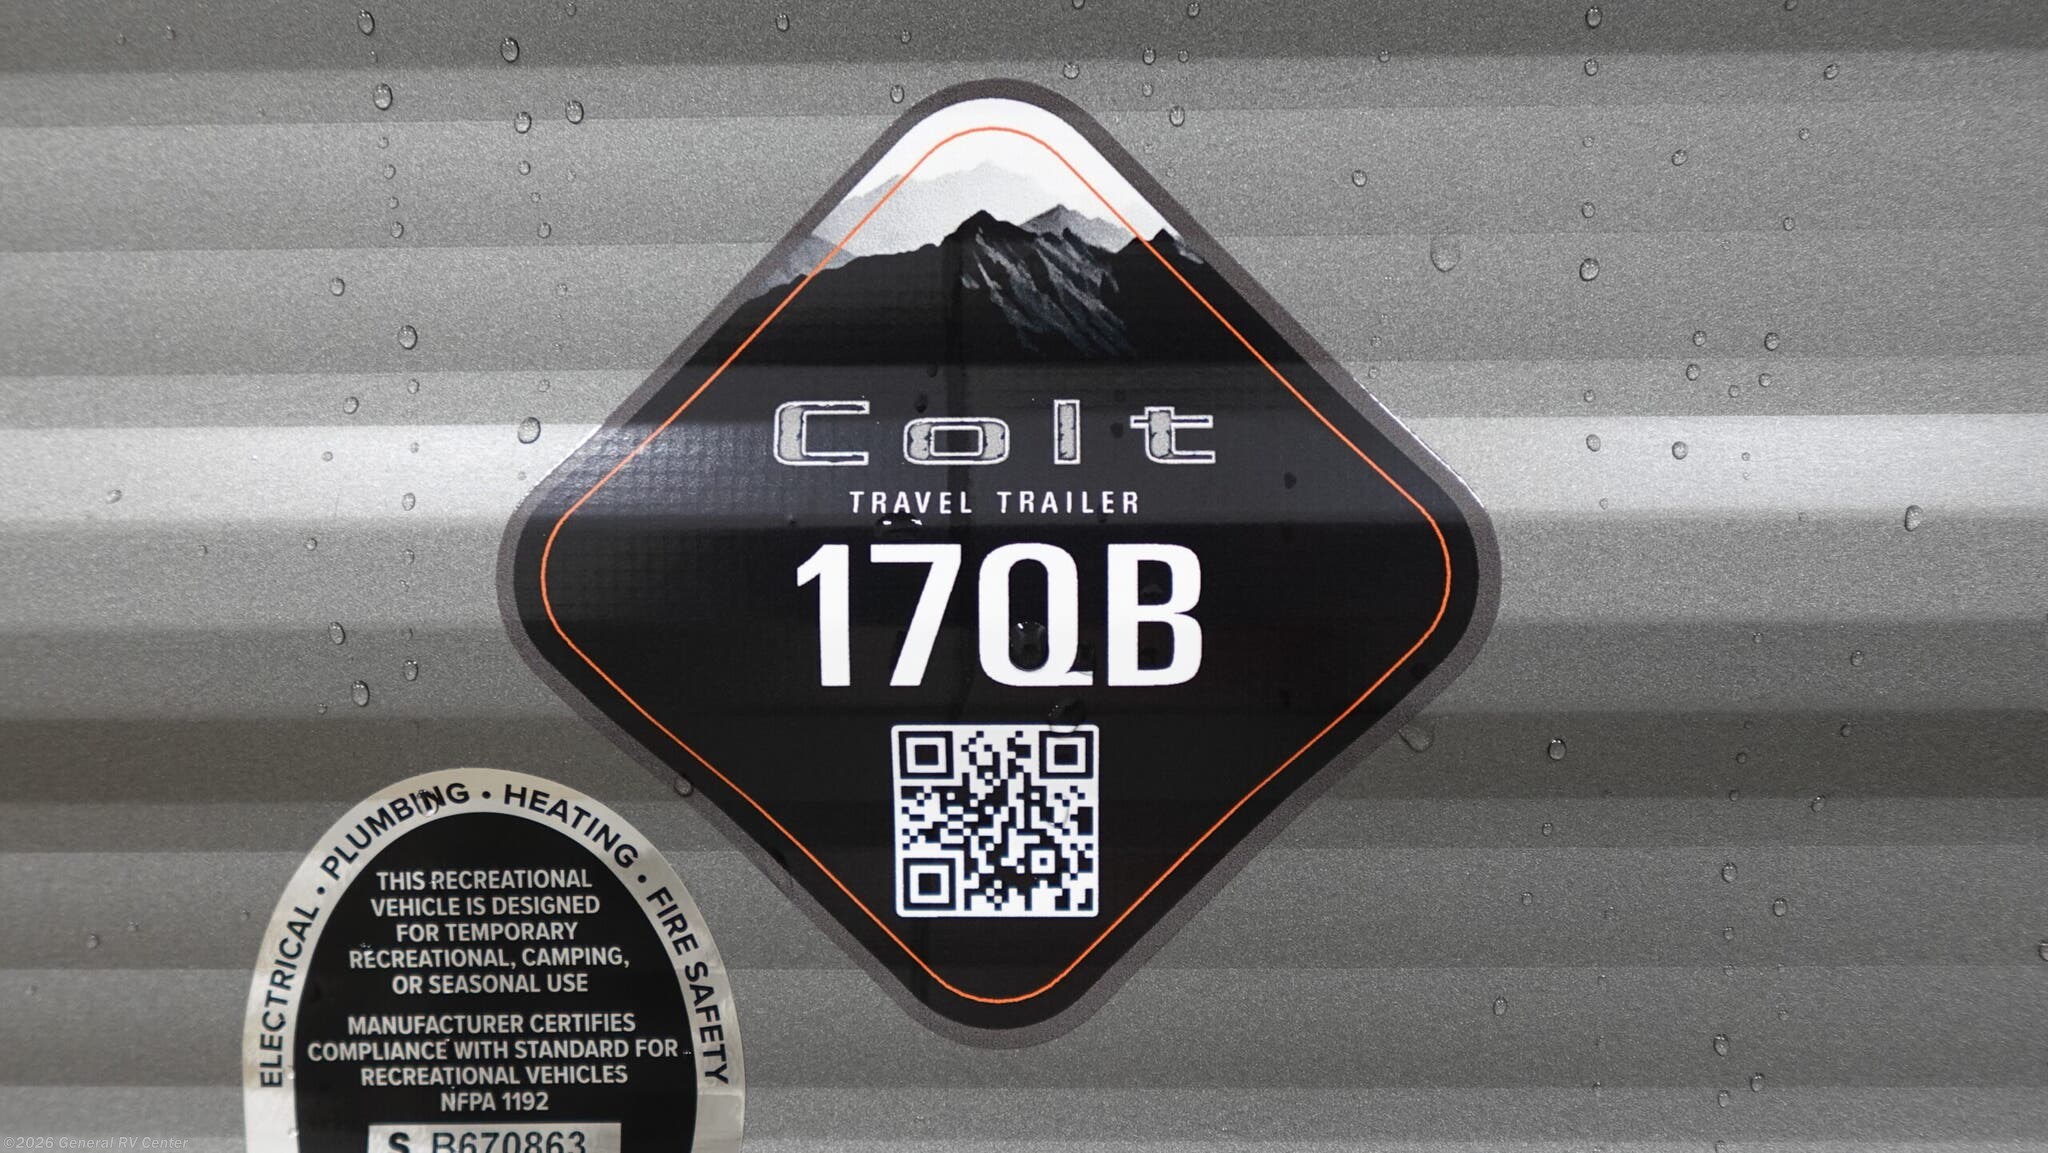 Colt
TRAVEL TRAILER
17QB
ELECTRICAL • PLUMBING • HEATING • FIRE SAFETY
THIS RECREATIONAL
VEHICLE IS DESIGNED
FOR TEMPORARY
RECREATIONAL, CAMPING,
OR SEASONAL USE
MANUFACTURER CERTIFIES
COMPLIANCE WITH STANDARD FOR
RECREATIONAL VEHICLES
NFPA 1192
S B670863
©2026 General RV Center